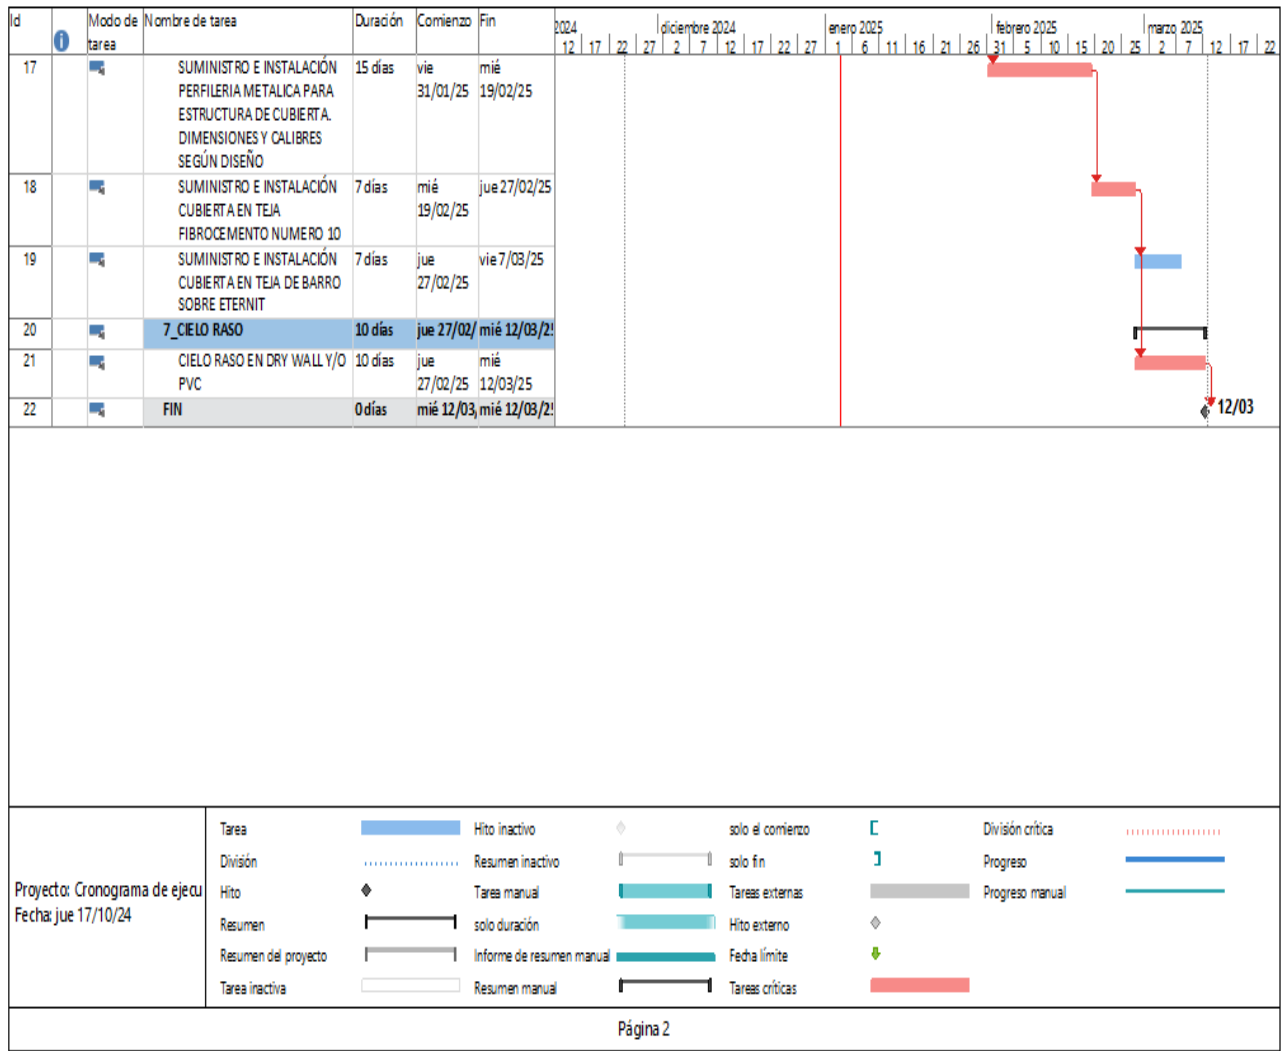 Id Modo de Nombre de tarea Duración Comienzo Fin
tarea
2024 diciembre 2024 enero 2025 febrero 2025 marzo 2025
12 17 22 27 2 7 12 17 22 27 1 6 11 16 21 26 31 5 10 15 20 25 2 7 12 17 22
17 SUMINISTRO E INSTALACIÓN 15 días vie mié
PERFILERIA METALICA PARA 31/01/25 19/02/25
ESTRUCTURA DE CUBIERTA.
DIMENSIONES Y CALIBRES
SEGÚN DISEÑO
18 SUMINISTRO E INSTALACIÓN 7 días mié jue 27/02/25
CUBIERTA EN TEJA 19/02/25
FIBROCEMENTO NUMERO 10
19 SUMINISTRO E INSTALACIÓN 7 días jue vie 7/03/25
CUBIERTA EN TEJA DE BARRO 27/02/25
SOBRE ETERNIT
20 7_CIELO RASO 10 días jue 27/02/ mié 12/03/2
21 CIELO RASO EN DRY WALL Y/O 10 días jue mié
PVC 27/02/25 12/03/25
22 FIN 0 días mié 12/03, mié 12/03/2 12/03
Proyecto: Cronograma de ejecu
Fecha: jue 17/10/24
Tarea Hito inactivo solo el comienzo División crítica
División Resumen inactivo solo fin Progreso
Hito Tarea manual Tareas externas Progreso manual
Resumen solo duración Hito externo
Resumen del proyecto Informe de resumen manual Fecha límite
Tarea inactiva Resumen manual Tareas críticas
Página 2